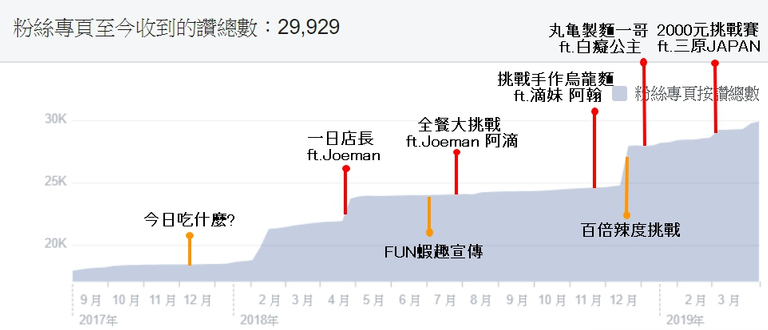 粉絲專頁至今收到的讚總數：29,929
丸亀製麵一哥
ft.白癡公主
2000元挑戰賽
ft.三原JAPAN
挑戰手作烏龍麵
ft.滴妹 阿翰
粉絲專頁按讚總數
一日店長
ft.Joeman
全餐大挑戰
ft.Joeman 阿滴
今日吃什麼?
FUN蝦趣宣傳
百倍辣度挑戰
30K
25K
20K
9月 10月 11月 12月 2月 3月 4月 5月 6月 7月 8月 9月 10月 11月 12月 2月 3月
2017年 2018年 2019年